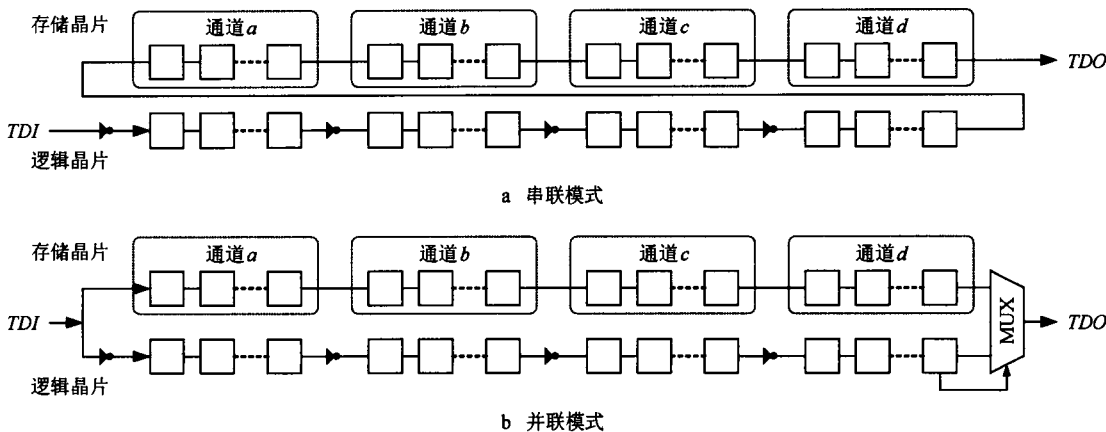 存储晶片
通道a
通道b
通道c
通道d
TDO
TDI
逻辑晶片
a 串联模式
存储晶片
通道a
通道b
通道c
通道d
TDI
MUX
TDO
逻辑晶片
b 并联模式